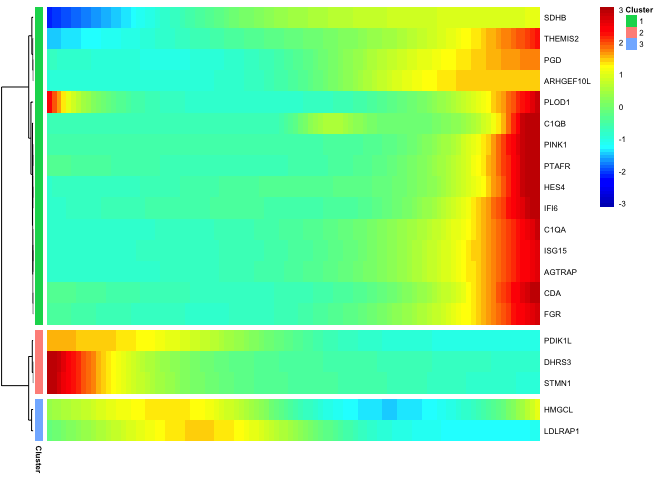 SDHB
THEMIS2
PGD
ARHGEF10L
PLOD1
C1QB
PINK1
PTAFR
HES4
IFI6
C1QA
ISG15
AGTRAP
CDA
FGR
PDIK1L
DHRS3
STMN1
HMGCL
LDLRAP1
Cluster
3
2
1
0
-1
-2
-3
Cluster
1
2
3